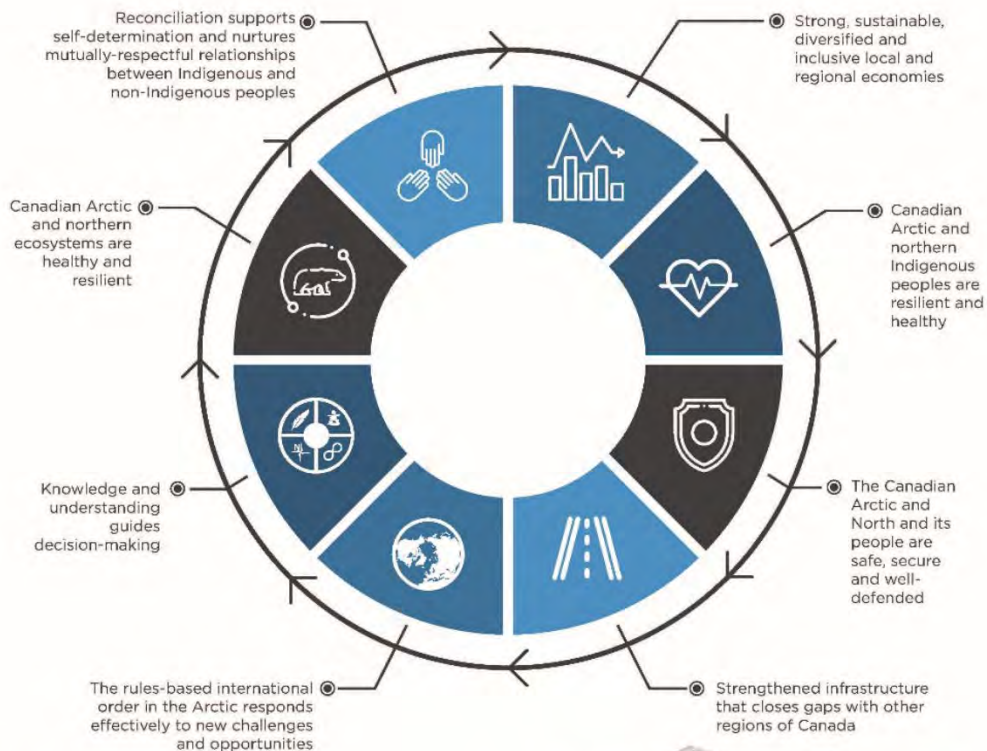 Reconciliation supports
self-determination and nurtures
mutually-respectful relationships
between Indigenous and
non-Indigenous peoples
Strong, sustainable,
diversified and
inclusive local and
regional economies
Canadian
Arctic and
northern
Indigenous
peoples are
resilient and
healthy
The Canadian
Arctic and
North and its
people are
safe, secure
and well-
defended
Strengthened infrastructure
that closes gaps with other
regions of Canada
The rules-based international
order in the Arctic responds
effectively to new challenges
and opportunities
Knowledge and
understanding
guides
decision-making
Canadian Arctic
and northern
ecosystems are
healthy and
resilient